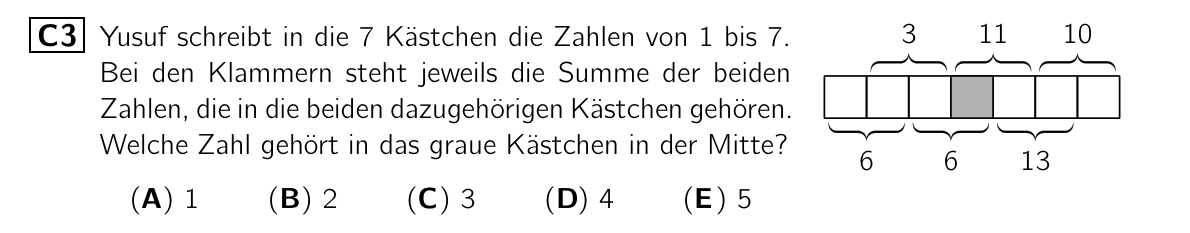 C3 Yusuf schreibt in die 7 Kästchen die Zahlen von 1 bis 7.
Bei den Klammern steht jeweils die Summe der beiden
Zahlen, die in die beiden dazugehörigen Kästchen gehören.
Welche Zahl gehört in das graue Kästchen in der Mitte?
(A) 1 (B) 2 (C) 3 (D) 4 (E) 5
3 11 10
6 6 13